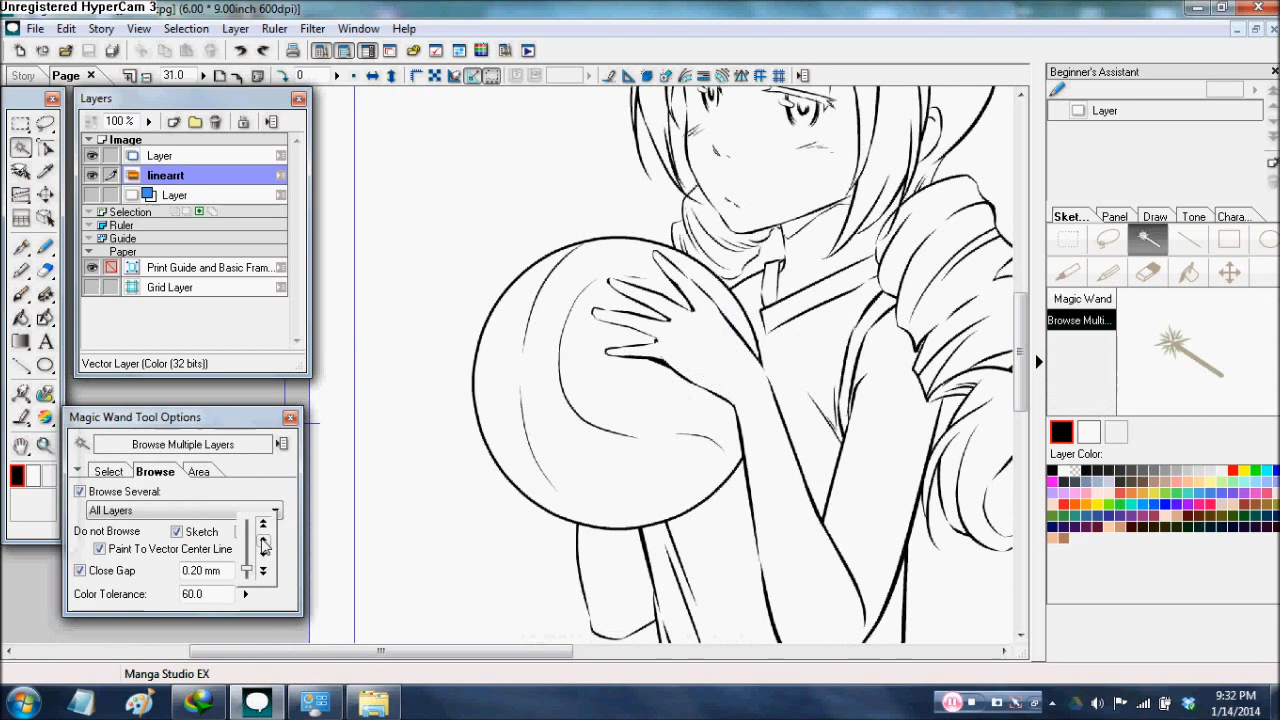 Unregistered HyperCam 3
.pg] (6.00 * 9.00inch 600dpi)
File Edit Story View Selection Layer Ruler Filter Window Help
Story Page 31.0 0
Layers
100 %
Image
Layer
linearrt
Layer
Selection
Ruler
Guide
Paper
Print Guide and Basic Fram...
Grid Layer
Vector Layer (Color (32 bits))
Magic Wand Tool Options
Browse Multiple Layers
Select Browse Area
Browse Several:
All Layers
Do not Browse Sketch
Paint To Vector Center Line
Close Gap 0.20 mm
Color Tolerance: 60.0
Beginner's Assistant
Layer
Sket... Panel Draw Tone Chara...
Magic Wand
Browse Multi...
Layer Color:
Manga Studio EX
9:32 PM
1/14/2014